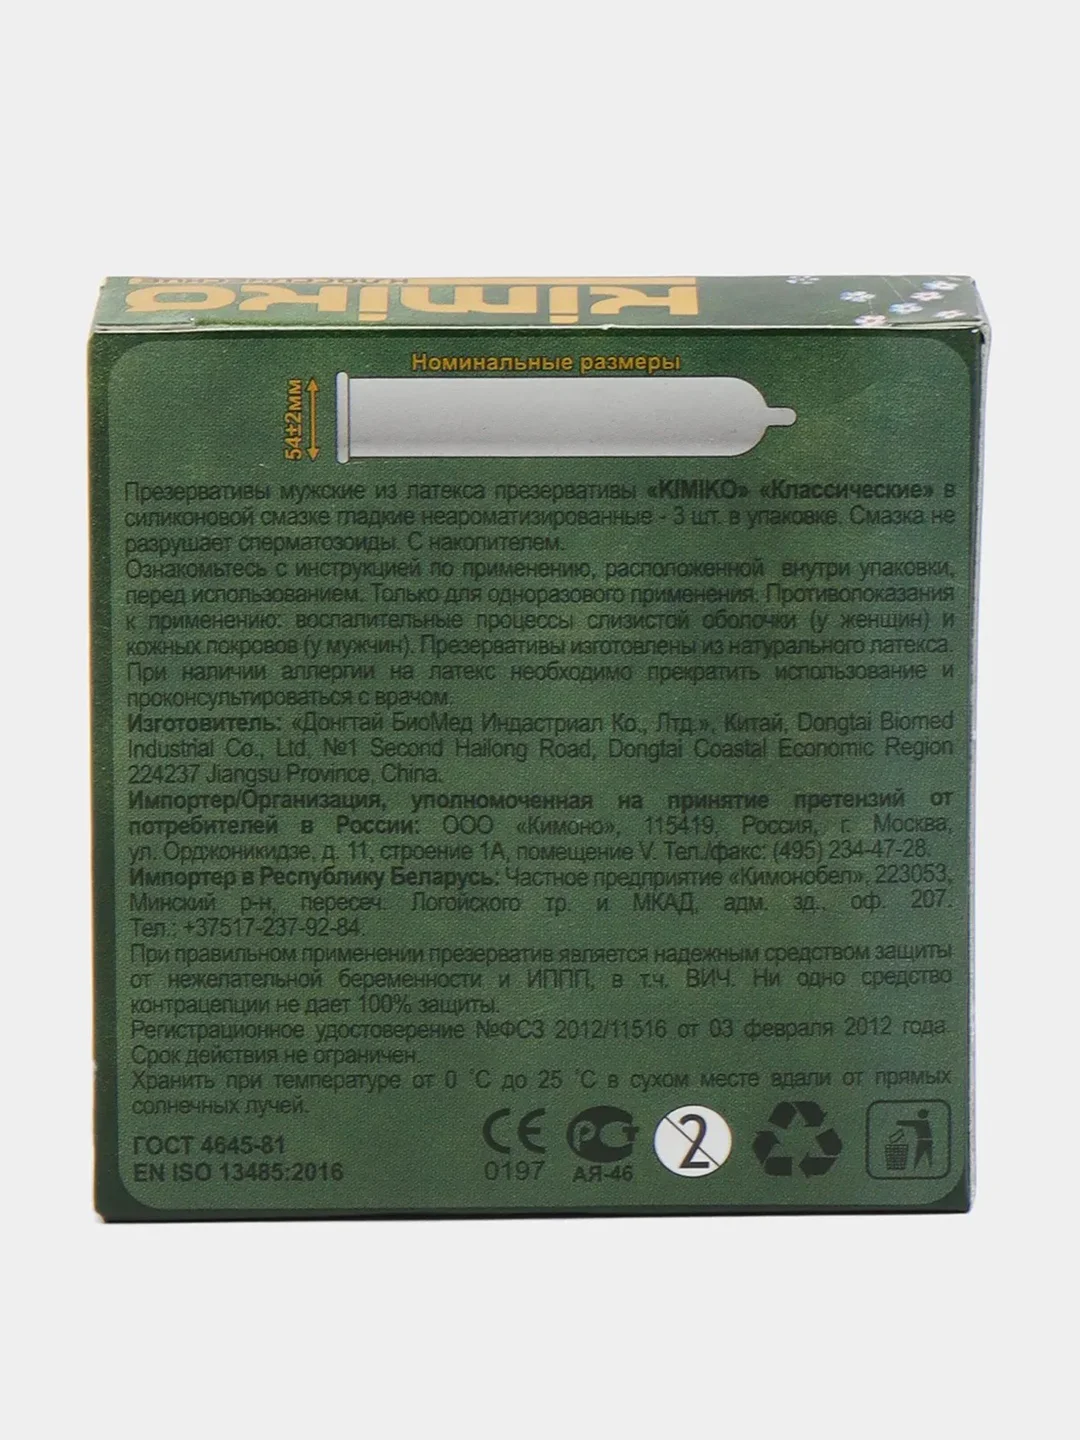 kimiko
Номинальные размеры
54±2мм
Презервативы мужские из латекса презервативы «KIMIKO» «Классические» в
силиконовой смазке гладкие неароматизированные - 3 шт. в упаковке. Смазка не
разрушает сперматозоиды. С накопителем.
Ознакомьтесь с инструкцией по применению, расположенной внутри упаковки,
перед использованием. Только для одноразового применения. Противопоказания
к применению: воспалительные процессы слизистой оболочки (у женщин) и
кожных покровов (у мужчин). Презервативы изготовлены из натурального латекса.
При наличии аллергии на латекс необходимо прекратить использование и
проконсультироваться с врачом.
Изготовитель: «Донгтай БиоМед Индастриал Ко., Лтд.», Китай, Dongtai Biomed
Industrial Co., Ltd, №1 Second Hailong Road, Dongtai Coastal Economic Region
224237 Jiangsu Province, China.
Импортер/Организация, уполномоченная на принятие претензий от
потребителей в России: ООО «Кимоно», 115419, Россия, г. Москва,
ул. Орджоникидзе, д. 11, строение 1А, помещение V. Тел./факс: (495) 234-47-28.
Импортер в Республику Беларусь: Частное предприятие «Кимонобел», 223053,
Минский р-н, пересеч. Логойского тр. и МКАД, адм. зд., оф. 207.
Тел.: +37517-237-92-84.
При правильном применении презерватив является надежным средством защиты
от нежелательной беременности и ИППП, в т.ч. ВИЧ. Ни одно средство
контрацепции не дает 100% защиты.
Регистрационное удостоверение №ФСЗ 2012/11516 от 03 февраля 2012 года.
Срок действия не ограничен.
Хранить при температуре от 0 °С до 25 °С в сухом месте вдали от прямых
солнечных лучей.
ГОСТ 4645-81
EN ISO 13485:2016
CE
0197
РСТ
АЯ-46
2